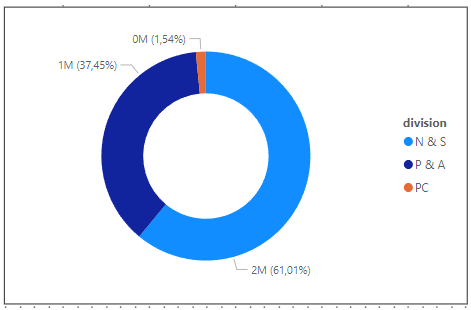 0M (1,54%)
1M (37,45%)
2M (61,01%)
division
N & S
P & A
PC